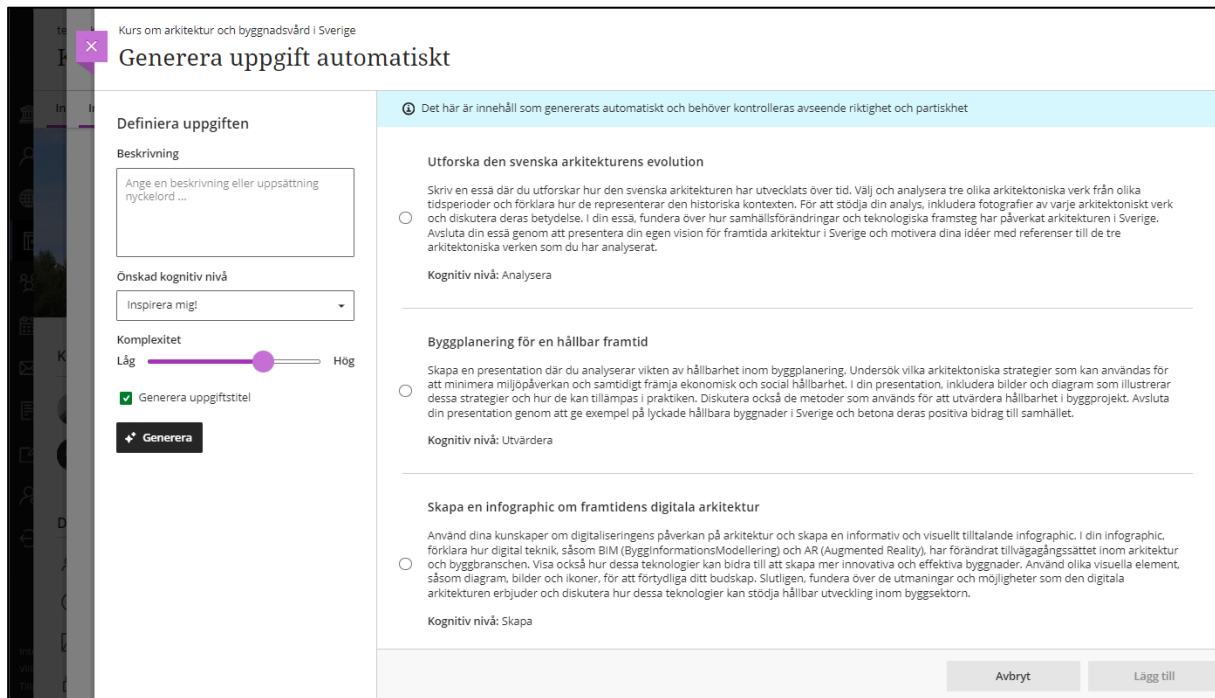 Kurs om arkitektur och byggnadsvård i Sverige
Generera uppgift automatiskt
Definiera uppgiften
Beskrivning
Ange en beskrivning eller uppsättning
nyckelord ...
Önskad kognitiv nivå
Inspirera mig!
Komplexitet
Låg
Hög
Generera uppgiftstitel
Generera
Det här är innehåll som genererats automatiskt och behöver kontrolleras avseende riktighet och partiskhet
Utforska den svenska arkitekturens evolution
Skriv en essä där du utforskar hur den svenska arkitekturen har utvecklats över tid. Välj och analysera tre olika arkitektoniska verk från olika
tidsperioder och förklara hur de representerar den historiska kontexten. För att stödja din analys, inkludera fotografier av varje arkitektoniskt verk
och diskutera deras betydelse. I din essä, fundera över hur samhällsförändringar och teknologiska framsteg har påverkat arkitekturen i Sverige.
Avsluta din essä genom att presentera din egen vision för framtida arkitektur i Sverige och motivera dina idéer med referenser till de tre
arkitektoniska verken som du har analyserat.
Kognitiv nivå: Analysera
Byggplanering för en hållbar framtid
Skapa en presentation där du analyserar vikten av hållbarhet inom byggplanering. Undersök vilka arkitektoniska strategier som kan användas för
att minimera miljöpåverkan och samtidigt främja ekonomisk och social hållbarhet. I din presentation, inkludera bilder och diagram som illustrerar
dessa strategier och hur de kan tillämpas i praktiken. Diskutera också de metoder som används för att utvärdera hållbarhet i byggprojekt. Avsluta
din presentation genom att ge exempel på lyckade hållbara byggnader i Sverige och betona deras positiva bidrag till samhället.
Kognitiv nivå: Utvärdera
Skapa en infographic om framtidens digitala arkitektur
Använd dina kunskaper om digitaliseringens påverkan på arkitektur och skapa en informativ och visuellt tilltalande infographic. I din infographic,
förklara hur digital teknik, såsom BIM (ByggInformationsModellering) och AR (Augmented Reality), har förändrat tillvägagångssättet inom arkitektur
och byggbranschen. Visa också hur dessa teknologier kan bidra till att skapa mer innovativa och effektiva byggnader. Använd olika visuella element,
såsom diagram, bilder och ikoner, för att förtydliga ditt budskap. Slutligen, fundera över de utmaningar och möjligheter som den digitala
arkitekturen erbjuder och diskutera hur dessa teknologier kan stödja hållbar utveckling inom byggsektorn.
Kognitiv nivå: Skapa
Avbryt
Lägg till